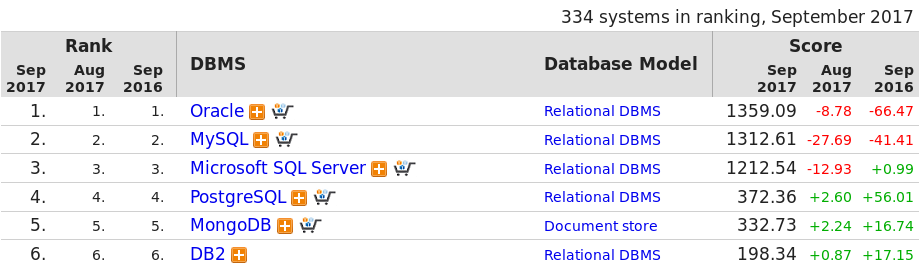 334 systems in ranking, September 2017
Rank DBMS Database Model Score
Sep 2017 Aug 2017 Sep 2016 Sep 2017 Aug 2017 Sep 2016
1. 1. 1. Oracle Relational DBMS 1359.09 -8.78 -66.47
2. 2. 2. MySQL Relational DBMS 1312.61 -27.69 -41.41
3. 3. 3. Microsoft SQL Server Relational DBMS 1212.54 -12.93 +0.99
4. 4. 4. PostgreSQL Relational DBMS 372.36 +2.60 +56.01
5. 5. 5. MongoDB Document store 332.73 +2.24 +16.74
6. 6. 6. DB2 Relational DBMS 198.34 +0.87 +17.15